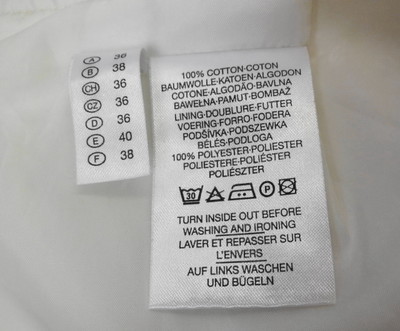 A 36
B 38
CH 36
CZ 36
D 36
E 40
F 38
100% COTTON-COTON
BAUMWOLLE-KATOEN-ALGODON
COTONE-ALGODÃO-BAVLNA
BAWEŁNA-PAMUT-BOMBAŽ
LINING-DOUBLURE-FUTTER
VOERING-FORRO-FODERA
PODŠÍVKA-PODSZEWKA
BÉLÉS-PODLOGA
100% POLYESTER-POLIESTER
POLIESTERE-POLIÉSTER
POLIÉSZTER
30 P
TURN INSIDE OUT BEFORE
WASHING AND IRONING
LAVER ET REPASSER SUR
L'ENVERS
AUF LINKS WASCHEN
UND BÜGELN